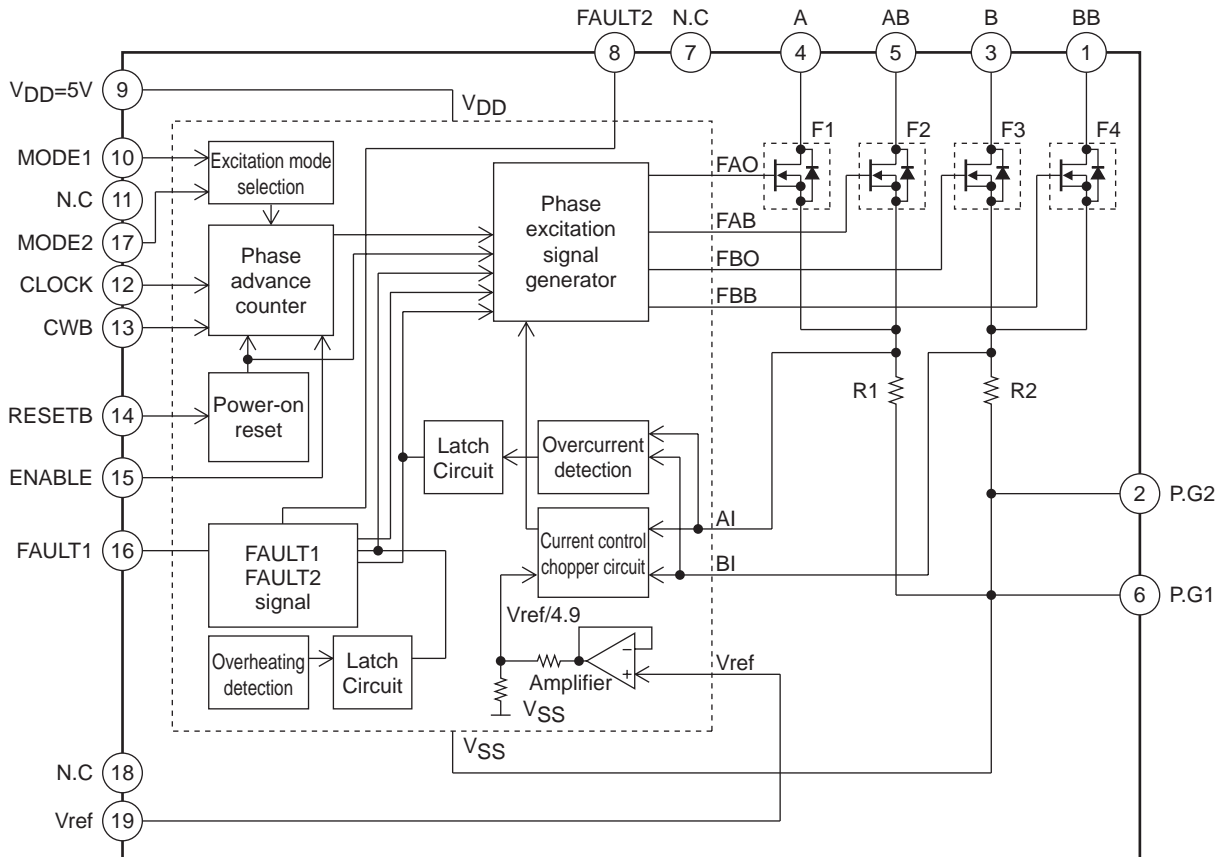 FAULT2 N.C A AB B BB
8 7 4 5 3 1
VDD=5V 9
VDD
MODE1 10
Excitation mode
selection
N.C 11
MODE2 17
CLOCK 12
CWB 13
Phase
advance
counter
Phase
excitation
signal
generator
FAO
FAB
FBO
FBB
F1 F2 F3 F4
RESETB 14
Power-on
reset
ENABLE 15
Latch
Circuit
Overcurrent
detection
R1 R2
2 P.G2
FAULT1 16
FAULT1
FAULT2
signal
Current control
chopper circuit
AI
BI
6 P.G1
Vref/4.9
Overheating
detection
Latch
Circuit
–
+
Amplifier
Vref
VSS
VSS
N.C 18
Vref 19